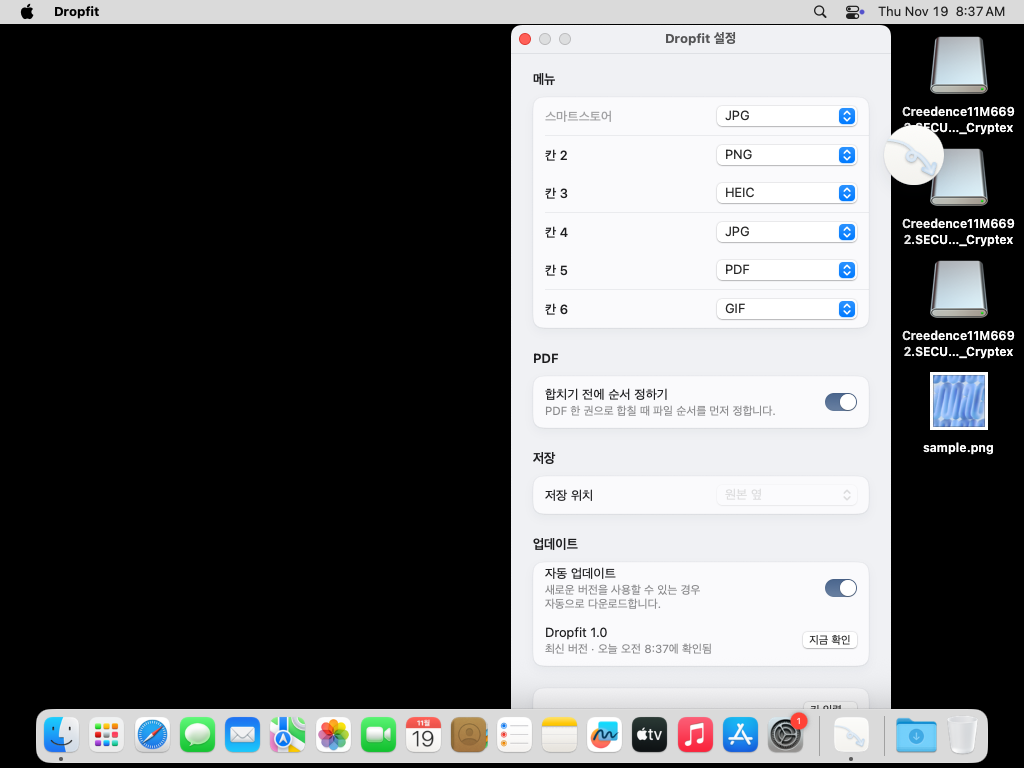 Dropfit
Thu Nov 19 8:37 AM
Dropfit 설정
메뉴
스마트스토어
JPG
칸 2
PNG
칸 3
HEIC
칸 4
JPG
칸 5
PDF
칸 6
GIF
PDF
합치기 전에 순서 정하기
PDF 한 권으로 합칠 때 파일 순서를 먼저 정합니다.
저장
저장 위치
원본 옆
업데이트
자동 업데이트
새로운 버전을 사용할 수 있는 경우
자동으로 다운로드합니다.
Dropfit 1.0
최신 버전 · 오늘 오전 8:37에 확인됨
지금 확인
Creedence11M669
2.SECU..._Cryptex
Creedence11M669
2.SECU..._Cryptex
Creedence11M669
2.SECU..._Cryptex
sample.png
11월
19
tv
1